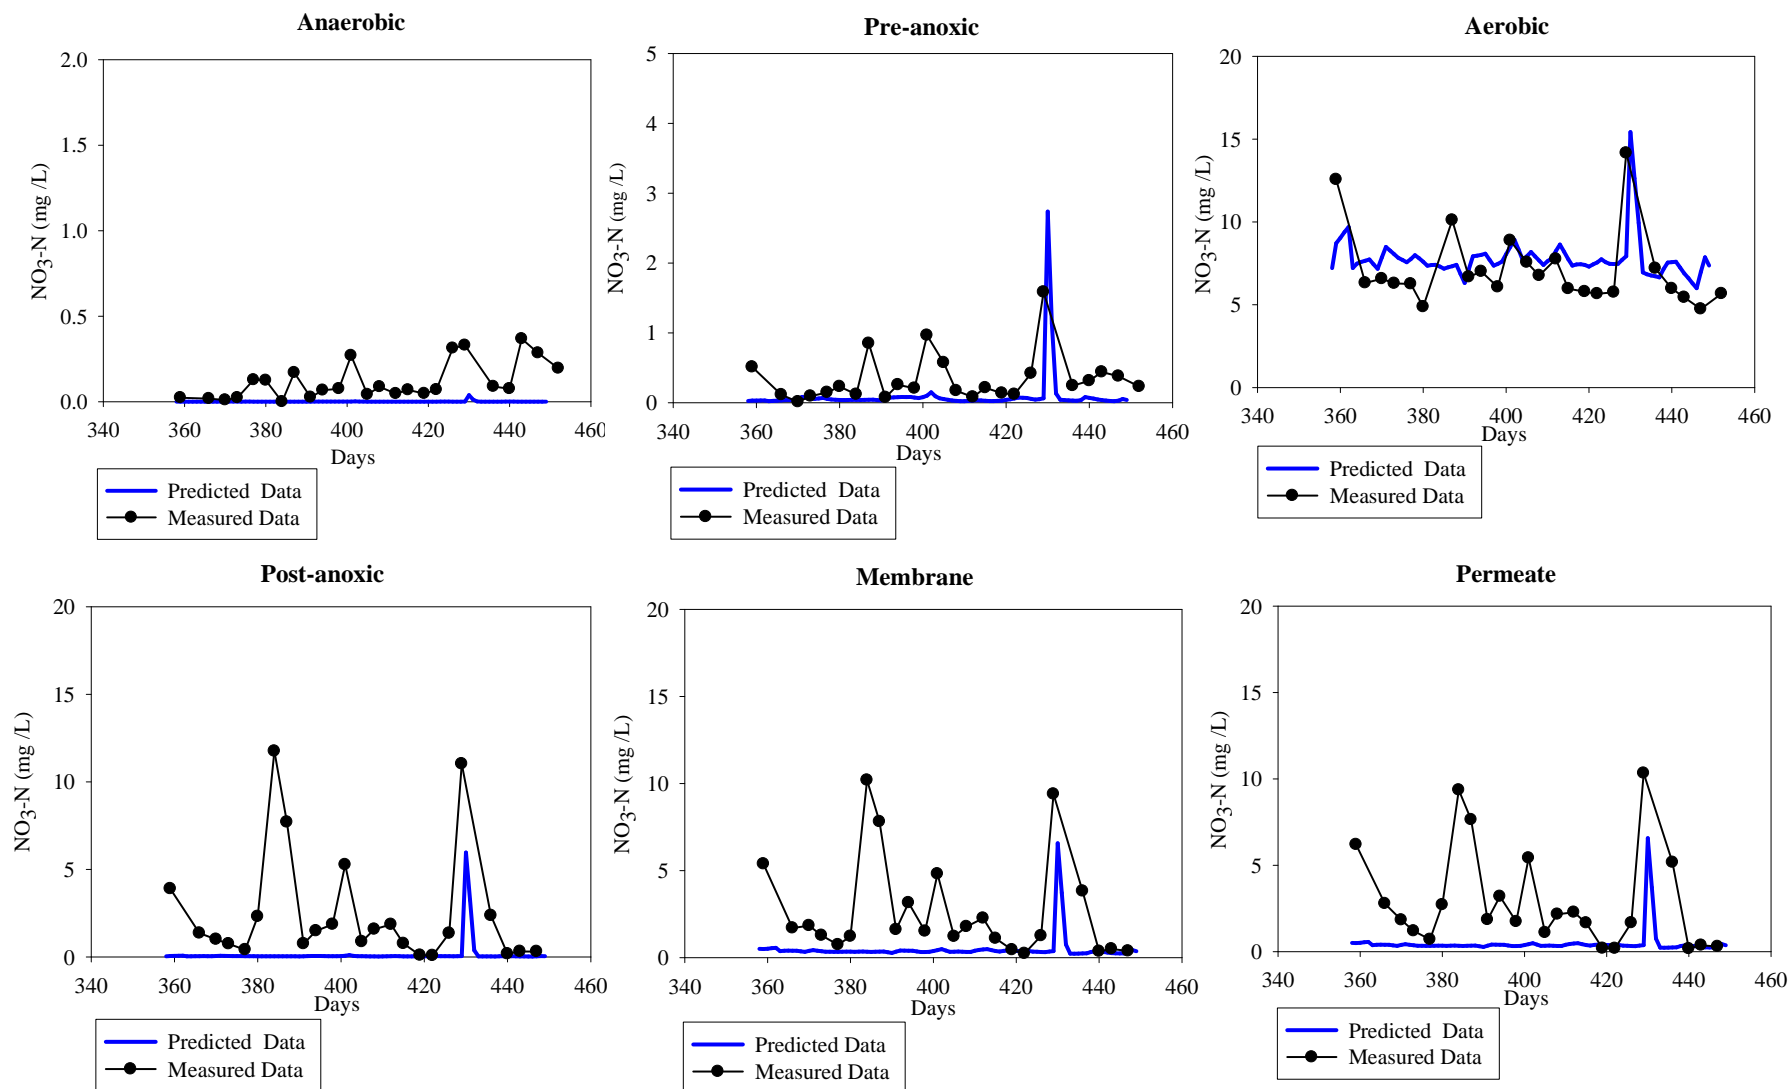 Anaerobic
2.0
1.5
1.0
0.5
0.0
NO3-N (mg /L)
340 360 380 400 420 440 460
Days
Predicted Data
Measured Data
Pre-anoxic
5
4
3
2
1
0
NO3-N (mg /L)
340 360 380 400 420 440 460
Days
Predicted Data
Measured Data
Aerobic
20
15
10
5
0
NO3-N (mg /L)
340 360 380 400 420 440 460
Days
Predicted Data
Measured Data
Post-anoxic
20
15
10
5
0
NO3-N (mg /L)
340 360 380 400 420 440 460
Days
Predicted Data
Measured Data
Membrane
20
15
10
5
0
NO3-N (mg /L)
340 360 380 400 420 440 460
Days
Predicted Data
Measured Data
Permeate
20
15
10
5
0
NO3-N (mg /L)
340 360 380 400 420 440 460
Days
Predicted Data
Measured Data